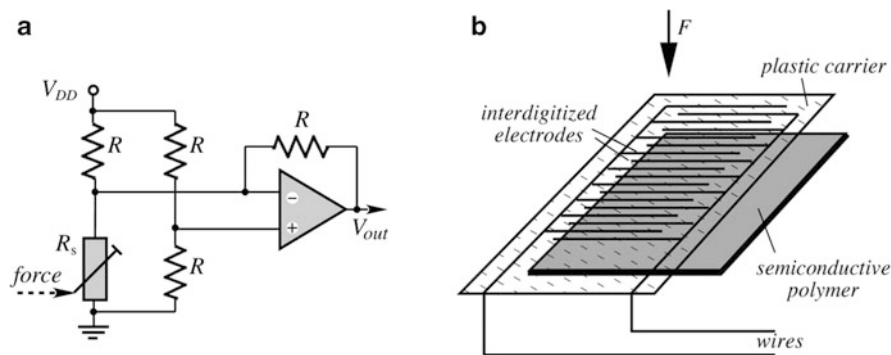 a
V_DD
R
R
R
−
+
V_out
R_s
R
force
b
F
plastic carrier
interdigitized
electrodes
semiconductive
polymer
wires